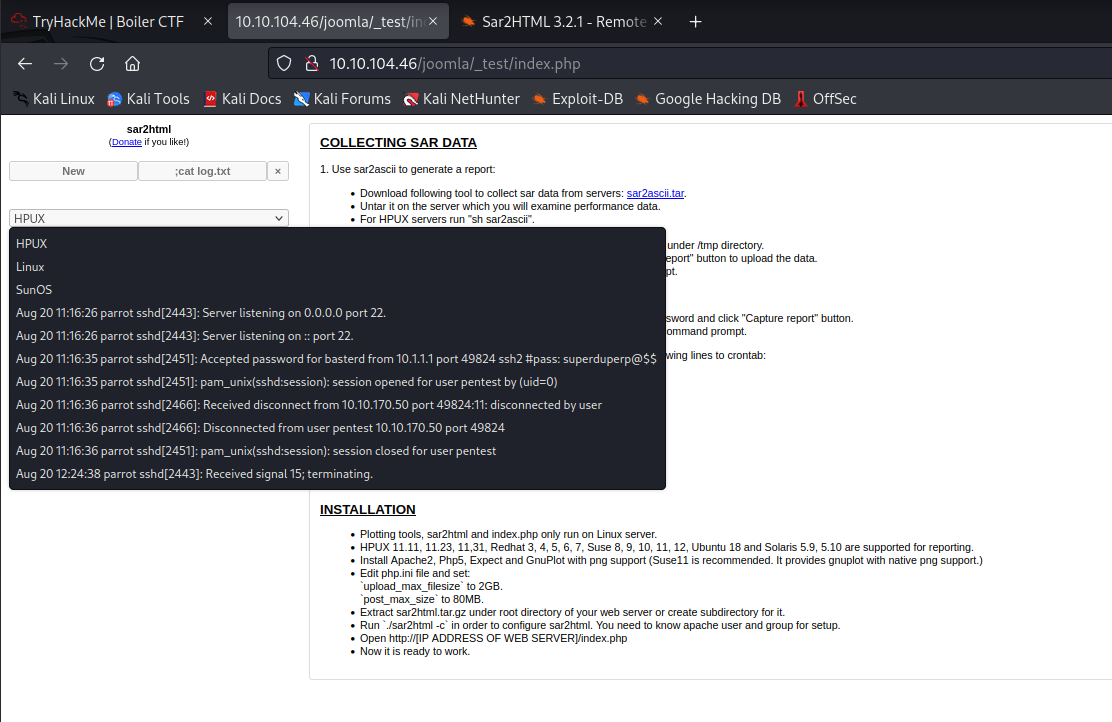 TryHackMe | Boiler CTF
10.10.104.46/joomla/_test/in
Sar2HTML 3.2.1 - Remote
10.10.104.46/joomla/_test/index.php
Kali Linux Kali Tools Kali Docs Kali Forums Kali NetHunter Exploit-DB Google Hacking DB OffSec
sar2html
(Donate if you like!)
New ;cat log.txt ×
HPUX
HPUX
Linux
SunOS
Aug 20 11:16:26 parrot sshd[2443]: Server listening on 0.0.0.0 port 22.
Aug 20 11:16:26 parrot sshd[2443]: Server listening on :: port 22.
Aug 20 11:16:35 parrot sshd[2451]: Accepted password for basterd from 10.1.1.1 port 49824 ssh2 #pass: superduperp@$$
Aug 20 11:16:35 parrot sshd[2451]: pam_unix(sshd:session): session opened for user pentest by (uid=0)
Aug 20 11:16:36 parrot sshd[2466]: Received disconnect from 10.10.170.50 port 49824:11: disconnected by user
Aug 20 11:16:36 parrot sshd[2466]: Disconnected from user pentest 10.10.170.50 port 49824
Aug 20 11:16:36 parrot sshd[2451]: pam_unix(sshd:session): session closed for user pentest
Aug 20 12:24:38 parrot sshd[2443]: Received signal 15; terminating.
COLLECTING SAR DATA
1. Use sar2ascii to generate a report:
• Download following tool to collect sar data from servers: sar2ascii.tar.
• Untar it on the server which you will examine performance data.
• For HPUX servers run "sh sar2ascii".
under /tmp directory.
eport" button to upload the data.
pt.
sword and click "Capture report" button.
ommand prompt.
wing lines to crontab:
INSTALLATION
• Plotting tools, sar2html and index.php only run on Linux server.
• HPUX 11.11, 11.23, 11,31, Redhat 3, 4, 5, 6, 7, Suse 8, 9, 10, 11, 12, Ubuntu 18 and Solaris 5.9, 5.10 are supported for reporting.
• Install Apache2, Php5, Expect and GnuPlot with png support (Suse11 is recommended. It provides gnuplot with native png support.)
• Edit php.ini file and set:
`upload_max_filesize` to 2GB.
`post_max_size` to 80MB.
• Extract sar2html.tar.gz under root directory of your web server or create subdirectory for it.
• Run `./sar2html -c` in order to configure sar2html. You need to know apache user and group for setup.
• Open http://[IP ADDRESS OF WEB SERVER]/index.php
• Now it is ready to work.